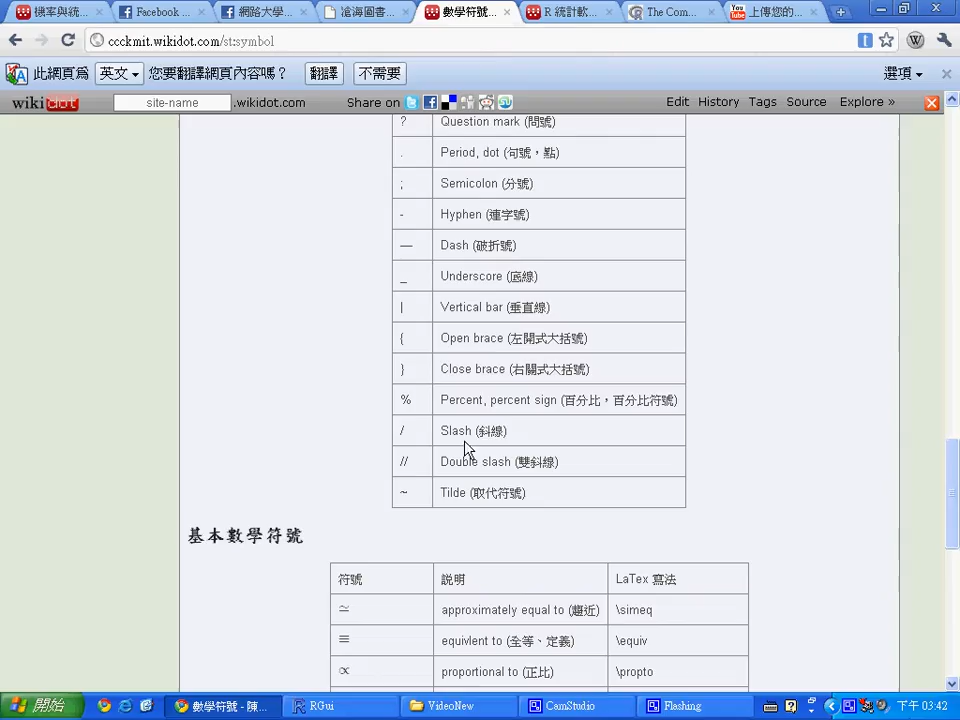 機率與統...
Facebook ...
網路大學...
滄海圖書...
數學符號...
R 統計軟...
The Com...
上傳您的...
ccckmit.wikidot.com/st:symbol
此網頁為 英文 您要翻譯網頁內容嗎? 翻譯 不需要 選項
wikidot site-name .wikidot.com Share on Edit History Tags Source Explore »
? Question mark (問號)
. Period, dot (句號，點)
; Semicolon (分號)
- Hyphen (連字號)
— Dash (破折號)
_ Underscore (底線)
| Vertical bar (垂直線)
{ Open brace (左開式大括號)
} Close brace (右關式大括號)
% Percent, percent sign (百分比，百分比符號)
/ Slash (斜線)
// Double slash (雙斜線)
~ Tilde (取代符號)
基本數學符號
符號 說明 LaTex 寫法
≃ approximately equal to (趨近) \simeq
≡ equivlent to (全等、定義) \equiv
∝ proportional to (正比) \propto
開始 數學符號 - 陳... RGui VideoNew CamStudio Flashing 下午 03:42